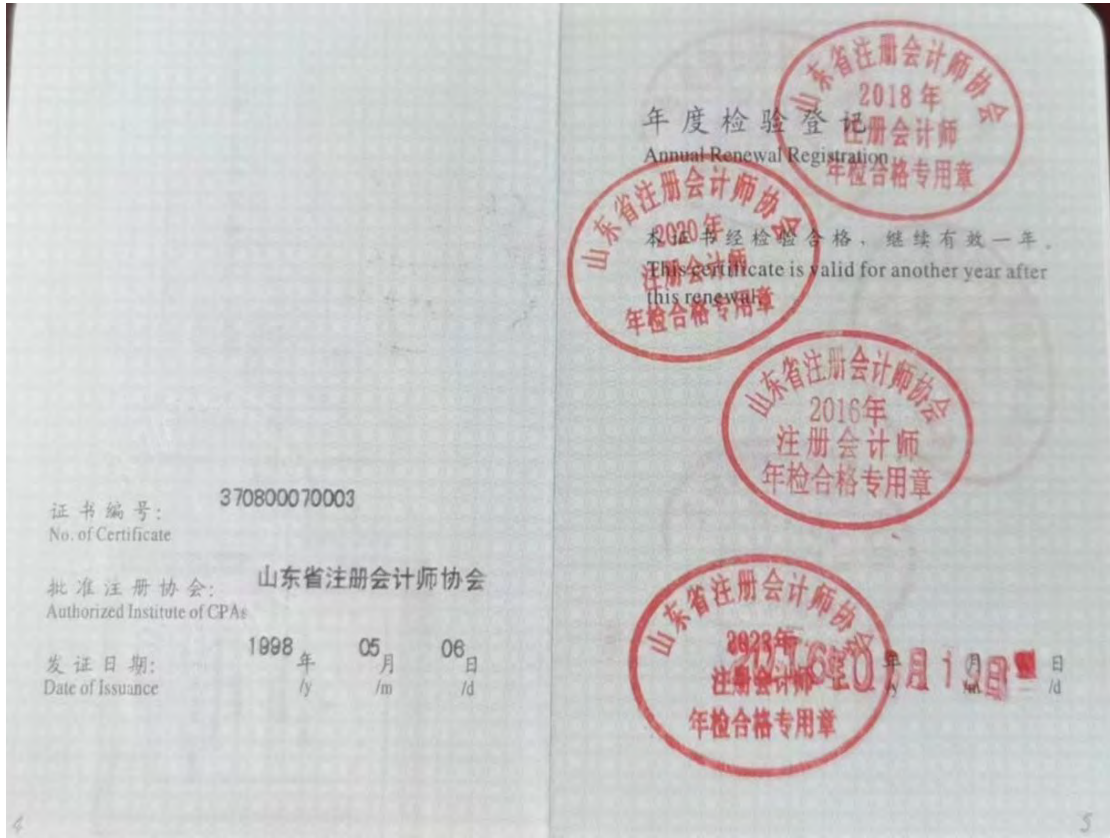 证书编号:
370800070003
No. of Certificate
批准注册协会:
山东省注册会计师协会
Authorized Institute of CPAs
发证日期:
1998 年 05 月 06 日
Date of Issuance
/y /m /d
4
年度检验登记
Annual Renewal Registration
山东省注册会计师协会
2018年
注册会计师
年检合格专用章
本证书经检验合格，继续有效一年。
This certificate is valid for another year after
this renewal.
山东省注册会计师协会
2020年
注册会计师
年检合格专用章
山东省注册会计师协会
2016年
注册会计师
年检合格专用章
山东省注册会计师协会
注册会计师
年检合格专用章
年 月 日
/y /m /d
5